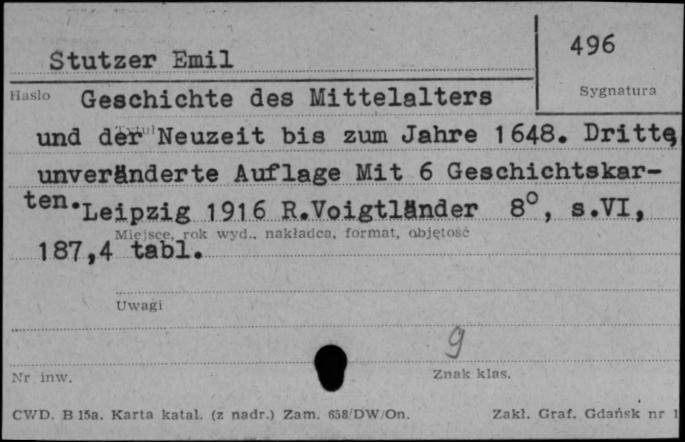 Stutzer Emil
496
Hasło
Sygnatura
Geschichte des Mittelalters
Tytuł
und der Neuzeit bis zum Jahre 1648. Dritte,
unveränderte Auflage Mit 6 Geschichtskar-
ten. Leipzig 1916 R.Voigtländer 8°, s.VI,
Miejsce, rok wyd., nakładca, format, objętość
187,4 tabl.
Uwagi
9
Nr inw.
Znak klas.
CWD. B 15a. Karta katal. (z nadr.) Zam. 658/DW/On.
Zakł. Graf. Gdańsk nr 1